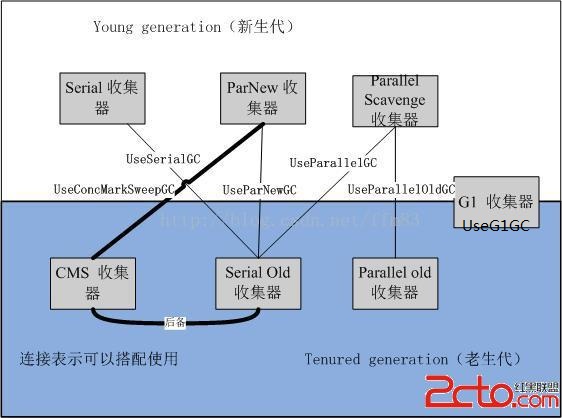 Young generation（新生代）
Serial 收集
器
ParNew 收
集器
Parallel
Scavenge
收集器
UseSerialGC
UseParallelGC
UseConcMarkSweepGC
UseParNewGC
UseParallelOldGC
G1 收集器
UseG1GC
http://blog.csdn.net/ffm83
CMS 收集
器
Serial Old
收集器
Parallel old
收集器
后备
连接表示可以搭配使用
Tenured generation（老生代）
2cto.com
红黑联盟